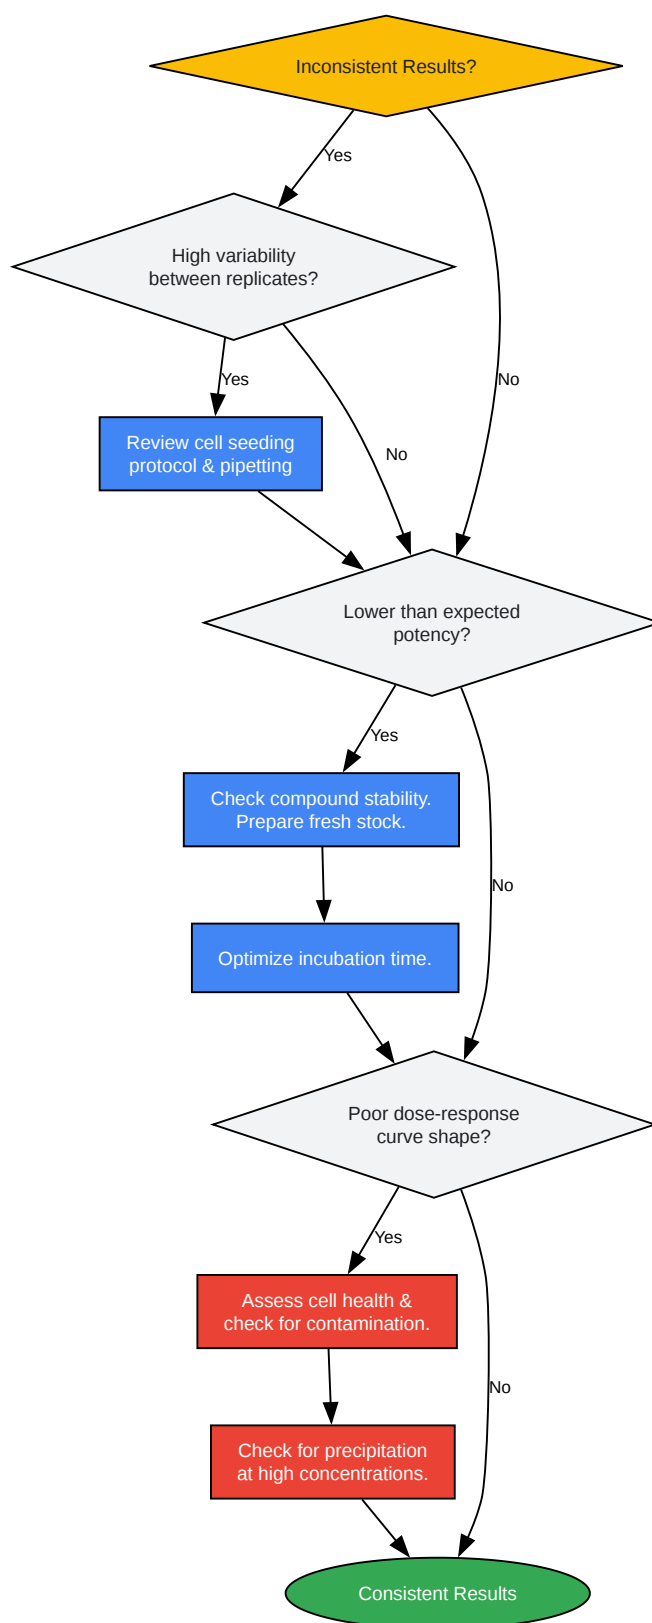 Inconsistent Results?
Yes
High variability
between replicates?
Yes
No
Review cell seeding
protocol & pipetting
No
Lower than expected
potency?
Yes
Check compound stability.
Prepare fresh stock.
No
Optimize incubation time.
Poor dose-response
curve shape?
Yes
Assess cell health &
check for contamination.
No
Check for precipitation
at high concentrations.
Consistent Results